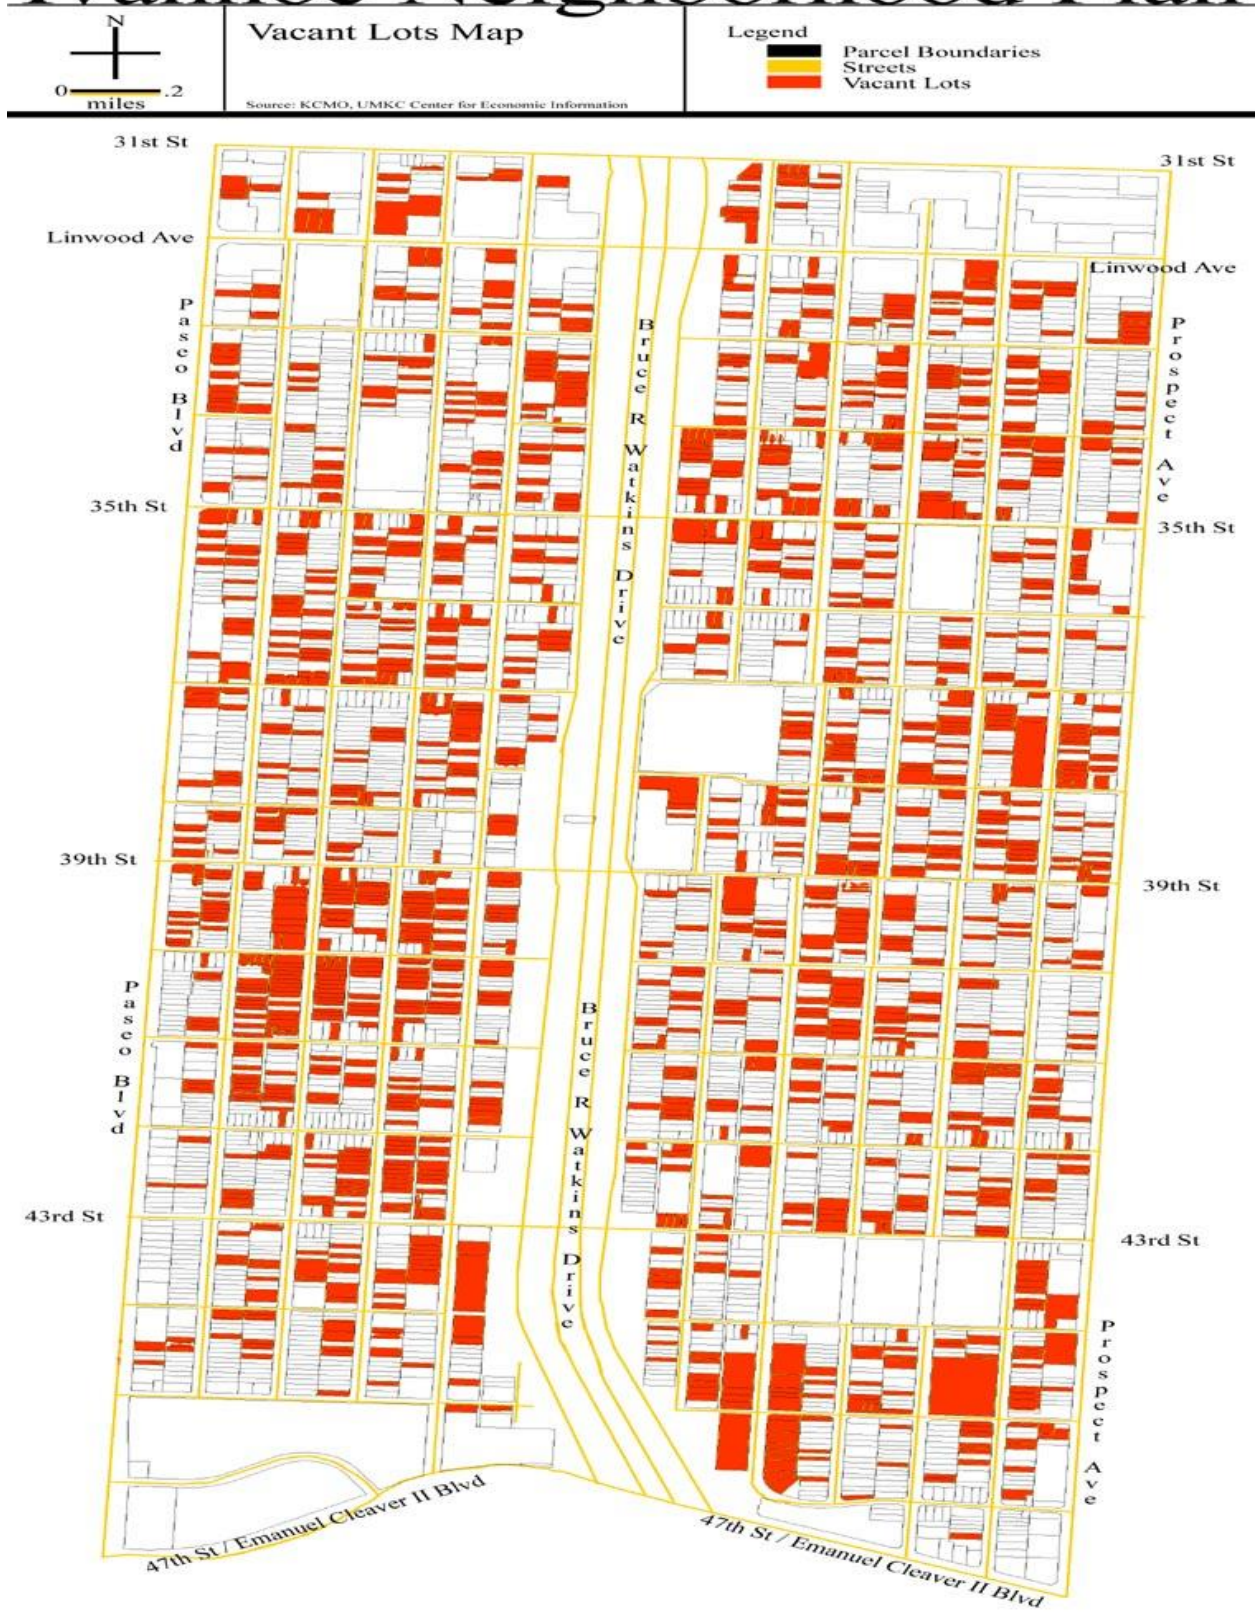 Ivanhoe Neighborhood Plan
N
0 .2
miles
Vacant Lots Map
Source: KCMO, UMKC Center for Economic Information
Legend
Parcel Boundaries
Streets
Vacant Lots
31st St
31st St
Linwood Ave
Linwood Ave
Paseo Blvd
Bruce R Watkins Drive
Prospect Ave
35th St
35th St
39th St
39th St
Paseo Blvd
Bruce R Watkins Drive
43rd St
43rd St
Prospect Ave
47th St / Emanuel Cleaver II Blvd
47th St / Emanuel Cleaver II Blvd